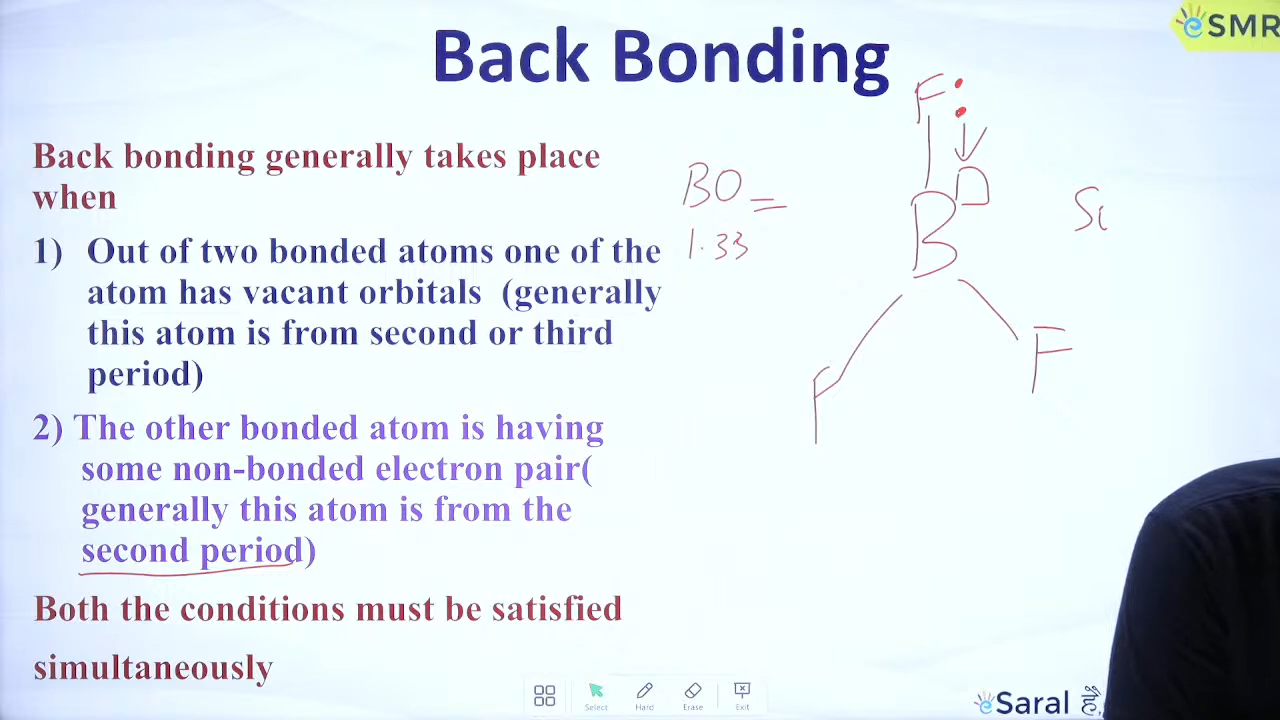 eSMR
Back Bonding
Back bonding generally takes place
when
1) Out of two bonded atoms one of the
atom has vacant orbitals (generally
this atom is from second or third
period)
2) The other bonded atom is having
some non-bonded electron pair(
generally this atom is from the
second period)
Both the conditions must be satisfied
simultaneously
BO =
1.33
F
B
F
F
Si
Select
Hard
Erase
Exit
eSaral है.